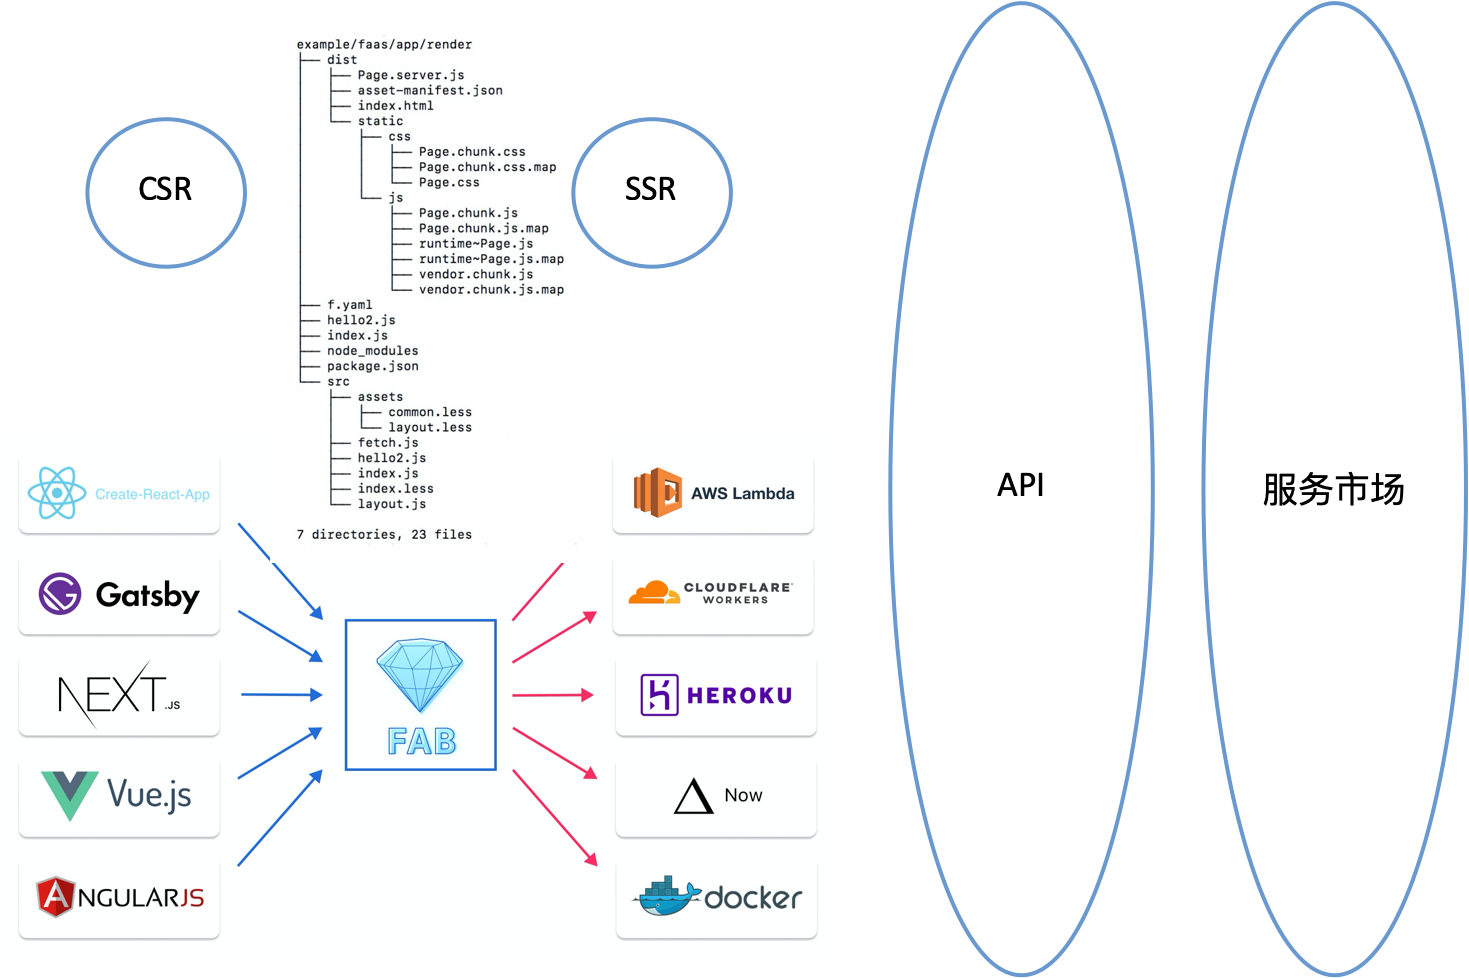 example/faas/app/render
├── dist
│   ├── Page.server.js
│   ├── asset-manifest.json
│   ├── index.html
│   └── static
│       ├── css
│       │   ├── Page.chunk.css
│       │   ├── Page.chunk.css.map
│       │   └── Page.css
│       └── js
│           ├── Page.chunk.js
│           ├── Page.chunk.js.map
│           ├── runtime~Page.js
│           ├── runtime~Page.js.map
│           ├── vendor.chunk.js
│           └── vendor.chunk.js.map
├── f.yaml
├── hello2.js
├── index.js
├── node_modules
├── package.json
└── src
    ├── assets
    │   ├── common.less
    │   └── layout.less
    ├── fetch.js
    ├── hello2.js
    ├── index.js
    ├── index.less
    └── layout.js
7 directories, 23 files
CSR
SSR
Create-React-App
Gatsby
NEXT.JS
Vue.js
ANGULARJS
FAB
AWS Lambda
CLOUDFLARE
WORKERS
HEROKU
Now
docker
API
服务市场